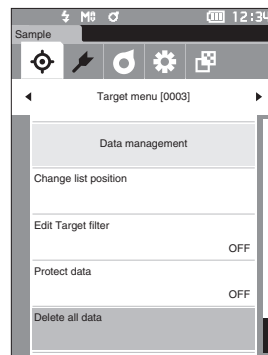 12:34
Sample
Target menu [0003]
Data management
Change list position
Edit Target filter
OFF
Protect data
OFF
Delete all data